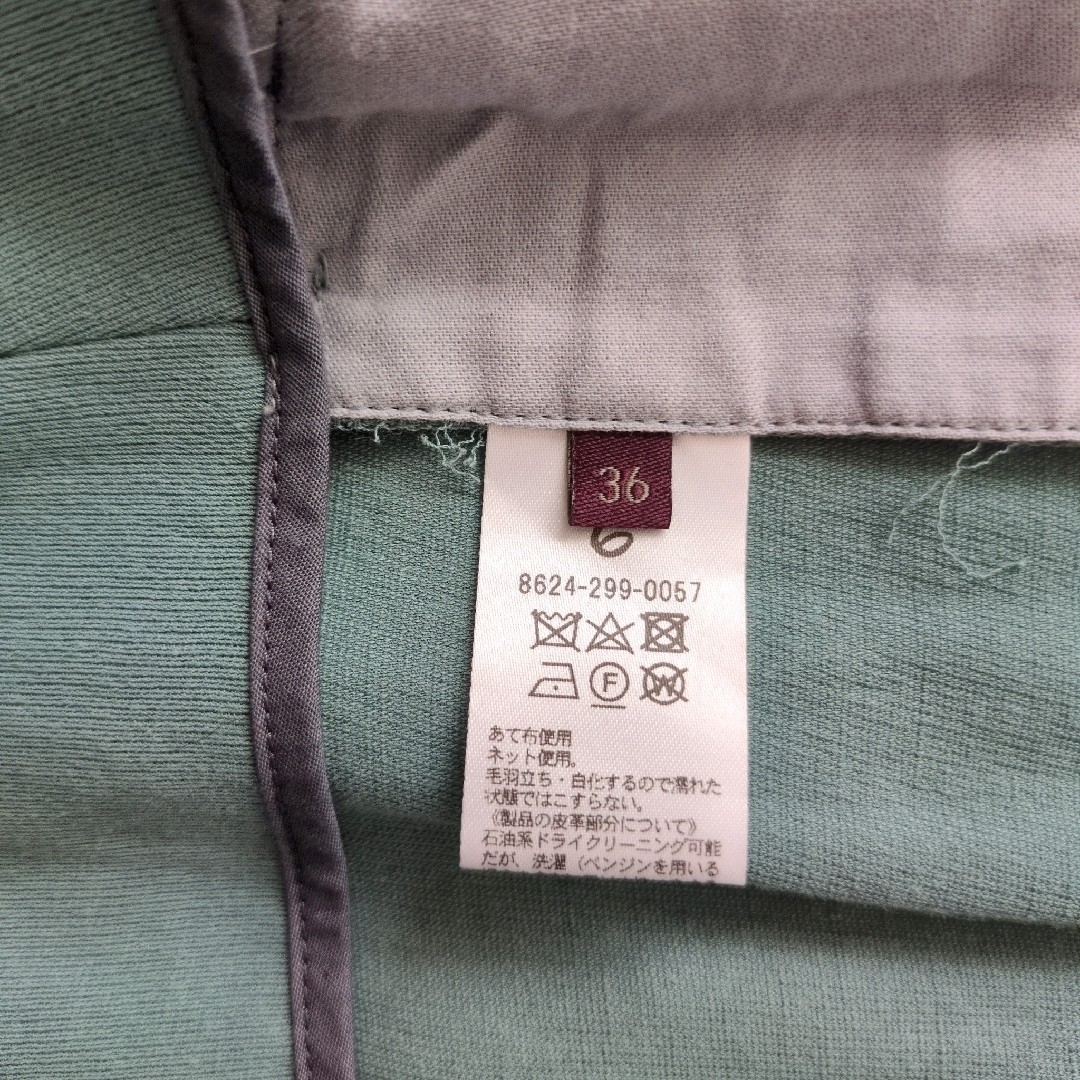 36
6
8624-299-0057
F
W
あて布使用
ネット使用。
毛羽立ち・白化するので濡れた
状態ではこすらない。
《製品の皮革部分について》
石油系ドライクリーニング可能
だが、洗濯(ベンジンを用いる